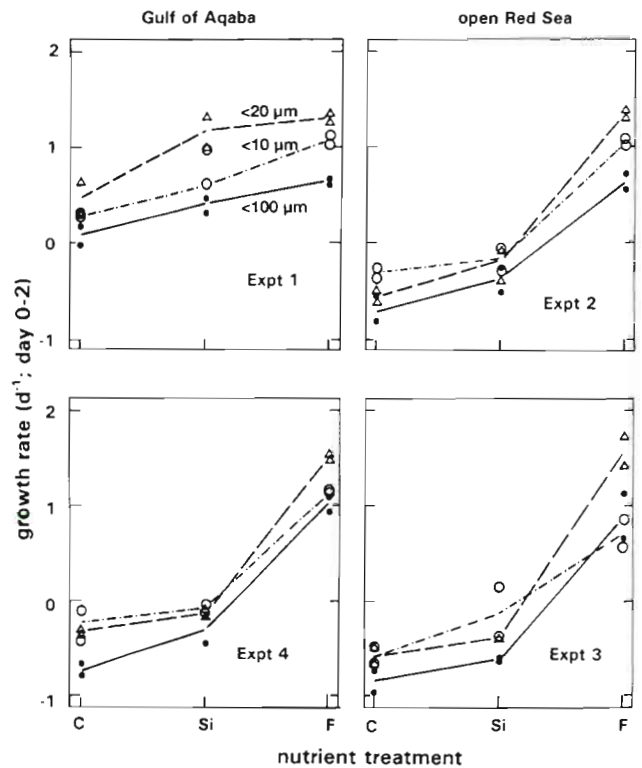 Gulf of Aqaba
open Red Sea
2
1
0
-1
<20 µm
<10 µm
<100 µm
Expt 1
Expt 2
growth rate (d⁻¹; day 0-2)
2
1
0
-1
Expt 4
Expt 3
C Si F
C Si F
nutrient treatment